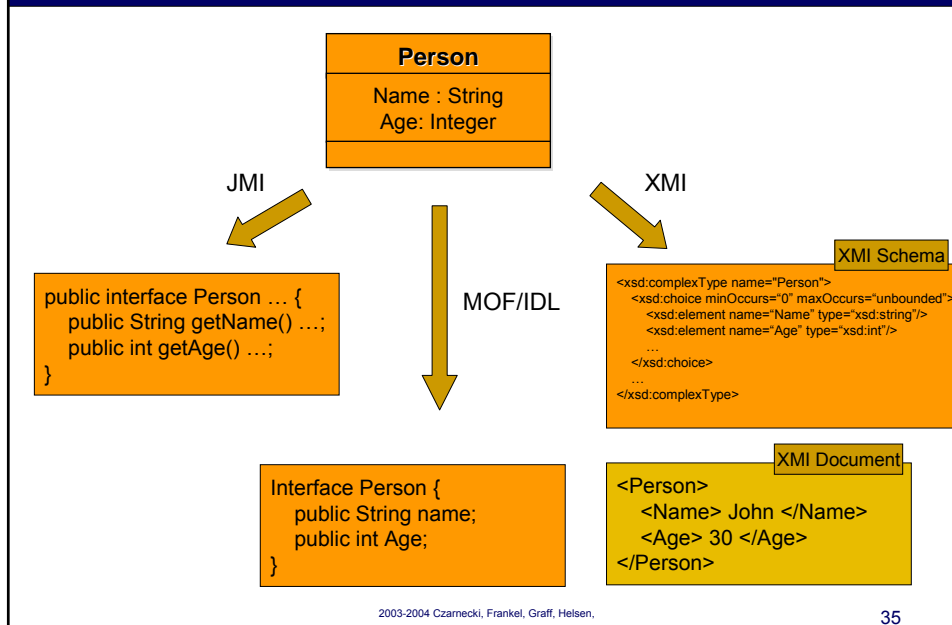 Person
Name : String
Age: Integer
JMI
XMI
MOF/IDL
public interface Person … {
public String getName() …;
public int getAge() …;
}
XMI Schema
<xsd:complexType name="Person">
<xsd:choice minOccurs=“0” maxOccurs=“unbounded”>
<xsd:element name=“Name” type=“xsd:string”/>
<xsd:element name=“Age” type=“xsd:int”/>
…
</xsd:choice>
…
</xsd:complexType>
Interface Person {
public String name;
public int Age;
}
XMI Document
<Person>
<Name> John </Name>
<Age> 30 </Age>
</Person>
2003-2004 Czarnecki, Frankel, Graff, Helsen,
35